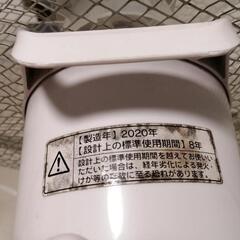 【製造年】2020年
【設計上の標準使用期間】8年
設計上の標準使用期間を超えてお使いい
ただいた場合は、経年劣化による発火・
けが等の事故に至る恐れがあります。